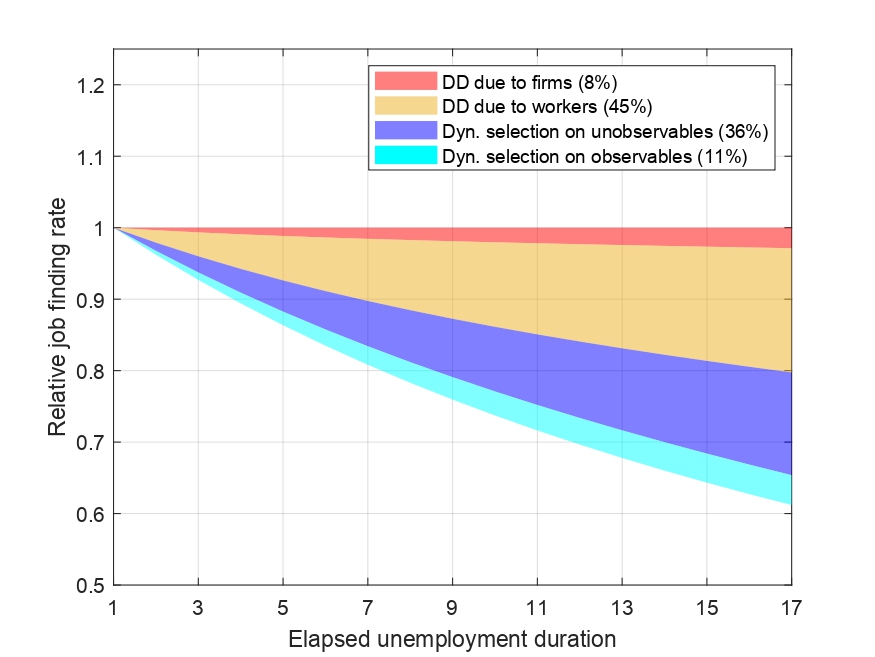 1.2
1.1
1
0.9
0.8
0.7
0.6
0.5
Relative job finding rate
DD due to firms (8%)
DD due to workers (45%)
Dyn. selection on unobservables (36%)
Dyn. selection on observables (11%)
1 3 5 7 9 11 13 15 17
Elapsed unemployment duration